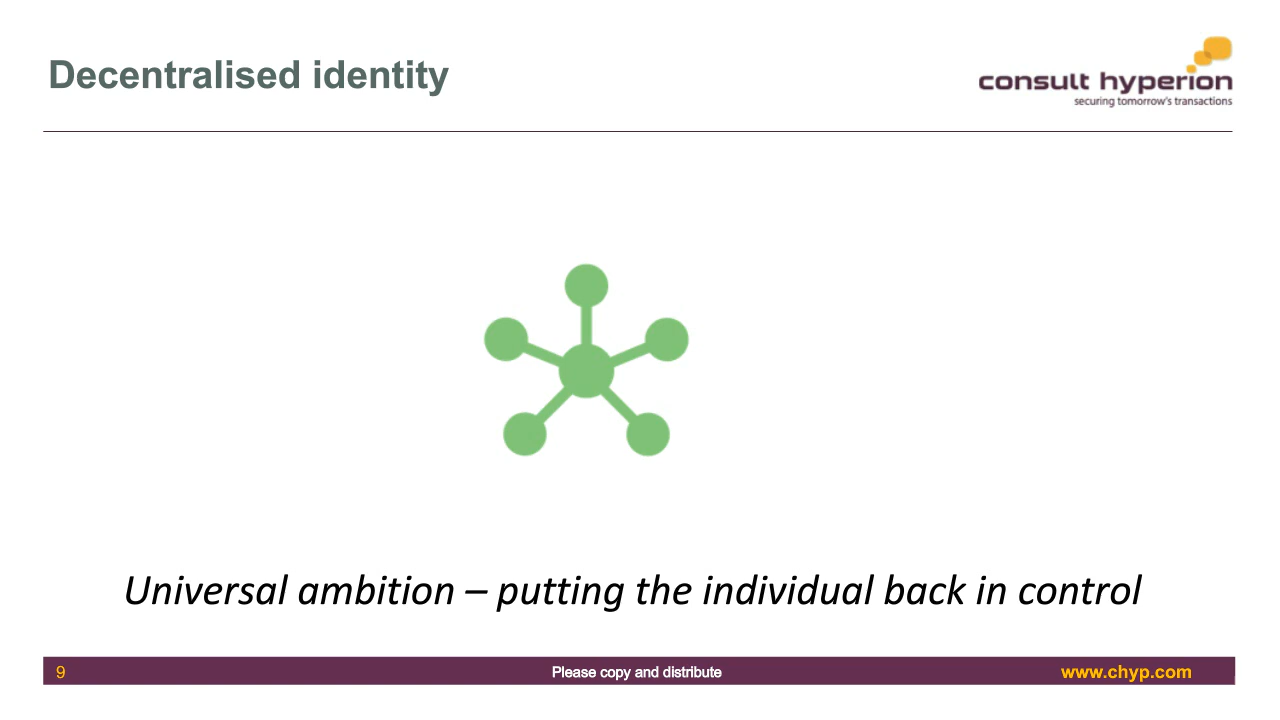 Decentralised identity
consult hyperion
securing tomorrow's transactions
Universal ambition – putting the individual back in control
9
Please copy and distribute
www.chyp.com